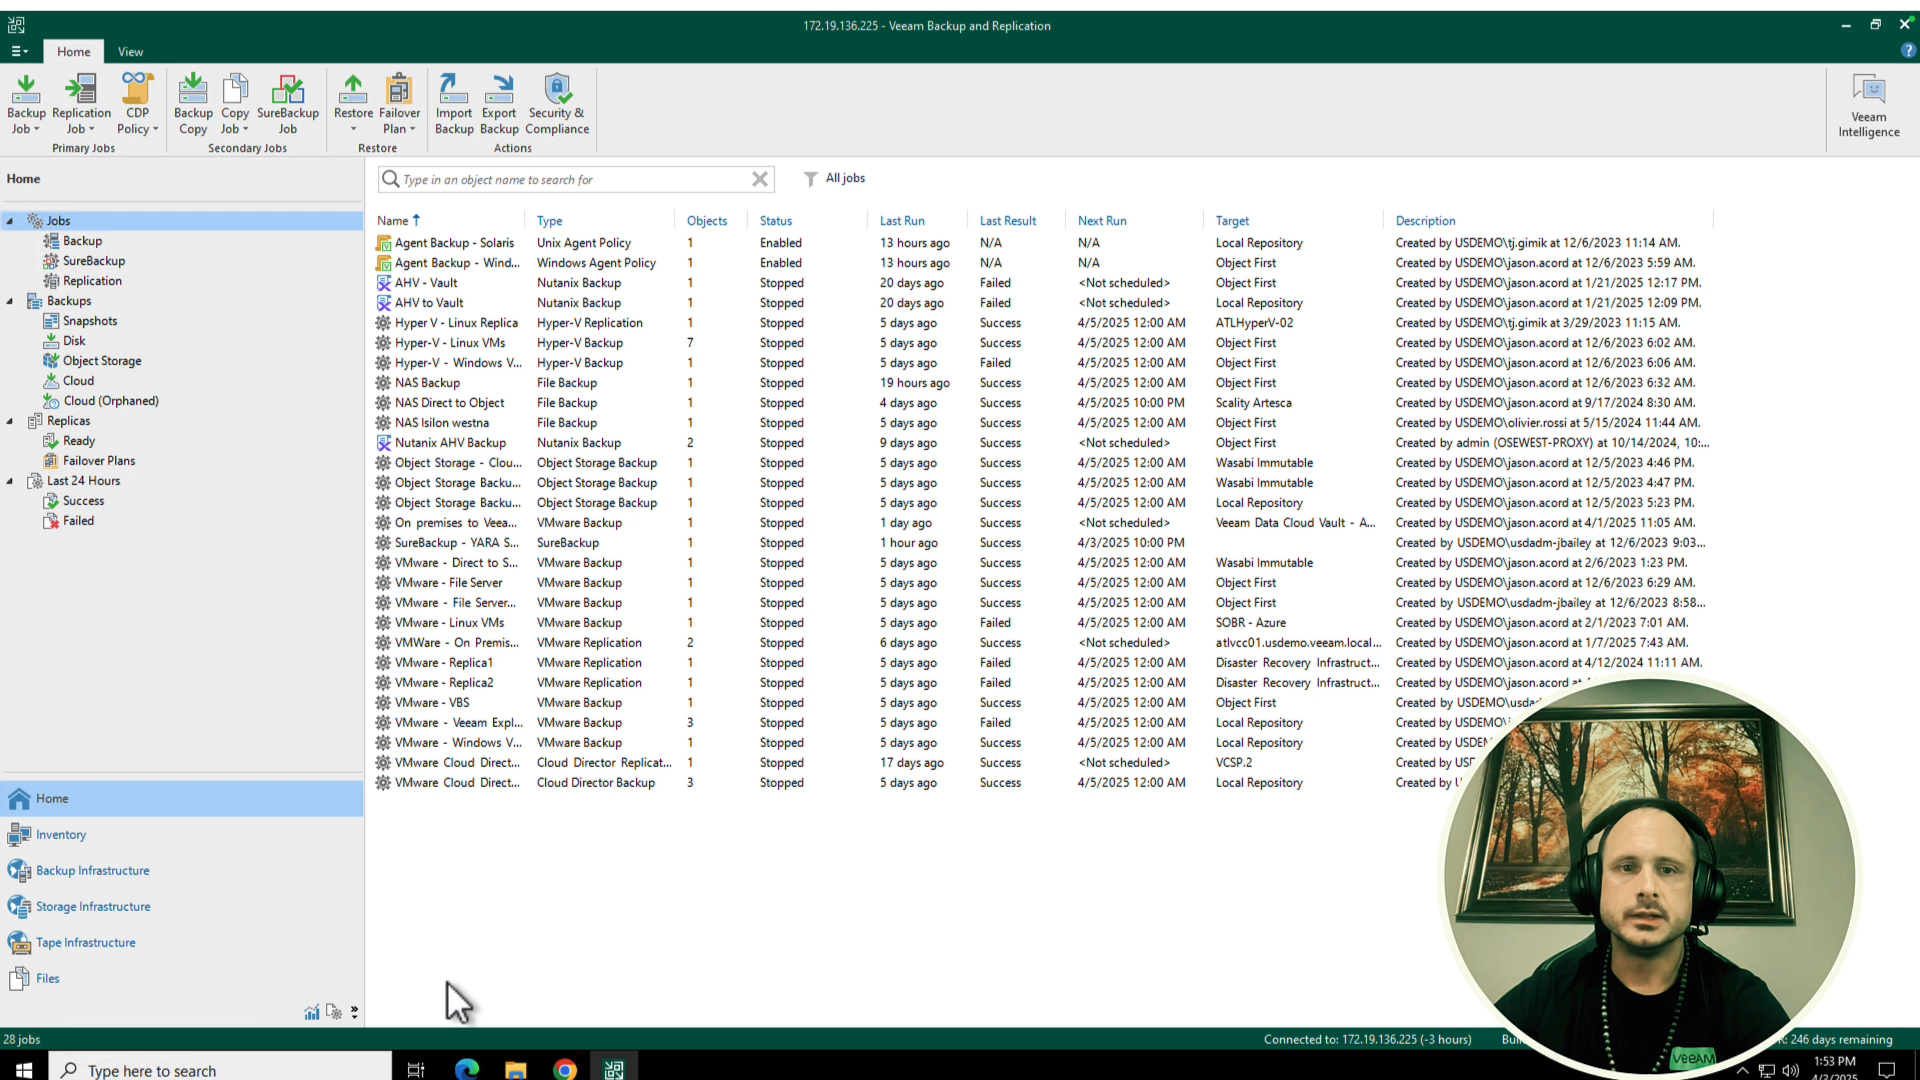 172.19.136.225 - Veeam Backup and Replication
Home View
Backup Job
Replication Job
CDP Policy
Primary Jobs
Backup Copy
Copy Job
SureBackup Job
Secondary Jobs
Restore
Failover Plan
Restore
Import Backup
Export Backup
Security & Compliance
Actions
Veeam Intelligence
Home
Type in an object name to search for
All jobs
Jobs
Backup
SureBackup
Replication
Backups
Snapshots
Disk
Object Storage
Cloud
Cloud (Orphaned)
Replicas
Ready
Failover Plans
Last 24 Hours
Success
Failed
Name Type Objects Status Last Run Last Result Next Run Target Description
Agent Backup - Solaris Unix Agent Policy 1 Enabled 13 hours ago N/A N/A Local Repository Created by USDEMO\tj.gimik at 12/6/2023 11:14 AM.
Agent Backup - Wind... Windows Agent Policy 1 Enabled 13 hours ago N/A N/A Object First Created by USDEMO\jason.acord at 12/6/2023 5:59 AM.
AHV - Vault Nutanix Backup 1 Stopped 20 days ago Failed <Not scheduled> Object First Created by USDEMO\jason.acord at 1/21/2025 12:17 PM.
AHV to Vault Nutanix Backup 1 Stopped 20 days ago Failed <Not scheduled> Local Repository Created by USDEMO\jason.acord at 1/21/2025 12:09 PM.
Hyper V - Linux Replica Hyper-V Replication 1 Stopped 5 days ago Success 4/5/2025 12:00 AM ATLHyperV-02 Created by USDEMO\tj.gimik at 3/29/2023 11:15 AM.
Hyper-V - Linux VMs Hyper-V Backup 7 Stopped 5 days ago Success 4/5/2025 12:00 AM Object First Created by USDEMO\jason.acord at 12/6/2023 6:02 AM.
Hyper-V - Windows V... Hyper-V Backup 1 Stopped 5 days ago Failed 4/5/2025 12:00 AM Object First Created by USDEMO\jason.acord at 12/6/2023 6:06 AM.
NAS Backup File Backup 1 Stopped 19 hours ago Success 4/5/2025 12:00 AM Object First Created by USDEMO\jason.acord at 12/6/2023 6:32 AM.
NAS Direct to Object File Backup 1 Stopped 4 days ago Success 4/5/2025 10:00 PM Scality Artesca Created by USDEMO\jason.acord at 9/17/2024 8:30 AM.
NAS Isilon westna File Backup 1 Stopped 5 days ago Success 4/5/2025 12:00 AM Object First Created by USDEMO\olivier.rossi at 5/15/2024 11:44 AM.
Nutanix AHV Backup Nutanix Backup 2 Stopped 9 days ago Success <Not scheduled> Object First Created by admin (OSEWEST-PROXY) at 10/14/2024, 10:...
Object Storage - Clou... Object Storage Backup 1 Stopped 5 days ago Success 4/5/2025 12:00 AM Wasabi Immutable Created by USDEMO\jason.acord at 12/5/2023 4:46 PM.
Object Storage Backu... Object Storage Backup 1 Stopped 5 days ago Success 4/5/2025 12:00 AM Wasabi Immutable Created by USDEMO\jason.acord at 12/5/2023 4:47 PM.
Object Storage Backu... Object Storage Backup 1 Stopped 5 days ago Success 4/5/2025 12:00 AM Local Repository Created by USDEMO\jason.acord at 12/5/2023 5:23 PM.
On premises to Veea... VMware Backup 1 Stopped 1 day ago Success <Not scheduled> Veeam Data Cloud Vault - A... Created by USDEMO\jason.acord at 4/1/2025 11:05 AM.
SureBackup - YARA S... SureBackup 1 Stopped 1 hour ago Success 4/3/2025 10:00 PM Created by USDEMO\usdadm-jbailey at 12/6/2023 9:03...
VMware - Direct to S... VMware Backup 1 Stopped 5 days ago Success 4/5/2025 12:00 AM Wasabi Immutable Created by USDEMO\jason.acord at 2/6/2023 1:23 PM.
VMware - File Server VMware Backup 1 Stopped 5 days ago Success 4/5/2025 12:00 AM Object First Created by USDEMO\jason.acord at 12/6/2023 6:29 AM.
VMware - File Server... VMware Backup 1 Stopped 5 days ago Success 4/5/2025 12:00 AM Object First Created by USDEMO\usdadm-jbailey at 12/6/2023 8:58...
VMware - Linux VMs VMware Backup 1 Stopped 5 days ago Failed 4/5/2025 12:00 AM SOBR - Azure Created by USDEMO\jason.acord at 2/1/2023 7:01 AM.
VMWare - On Premis... VMware Replication 2 Stopped 6 days ago Success <Not scheduled> atlvcc01.usdemo.veeam.local... Created by USDEMO\jason.acord at 1/7/2025 7:43 AM.
VMware - Replica1 VMware Replication 1 Stopped 5 days ago Failed 4/5/2025 12:00 AM Disaster Recovery Infrastruct... Created by USDEMO\jason.acord at 4/12/2024 11:11 AM.
VMware - Replica2 VMware Replication 1 Stopped 5 days ago Failed 4/5/2025 12:00 AM Disaster Recovery Infrastruct... Created by USDEMO\jason.acord at
VMware - VBS VMware Backup 1 Stopped 5 days ago Success 4/5/2025 12:00 AM Object First Created by
VMware - Veeam Expl... VMware Backup 3 Stopped 5 days ago Failed 4/5/2025 12:00 AM Local Repository Created by
VMware - Windows V... VMware Backup 1 Stopped 5 days ago Success 4/5/2025 12:00 AM Local Repository Created by
VMware Cloud Direct... Cloud Director Replicat... 1 Stopped 17 days ago Success <Not scheduled> VCSP.2 Created by
VMware Cloud Direct... Cloud Director Backup 3 Stopped 5 days ago Success 4/5/2025 12:00 AM Local Repository Created by
Home
Inventory
Backup Infrastructure
Storage Infrastructure
Tape Infrastructure
Files
28 jobs
Connected to: 172.19.136.225 (-3 hours)
246 days remaining
veeAM
Type here to search
1:53 PM